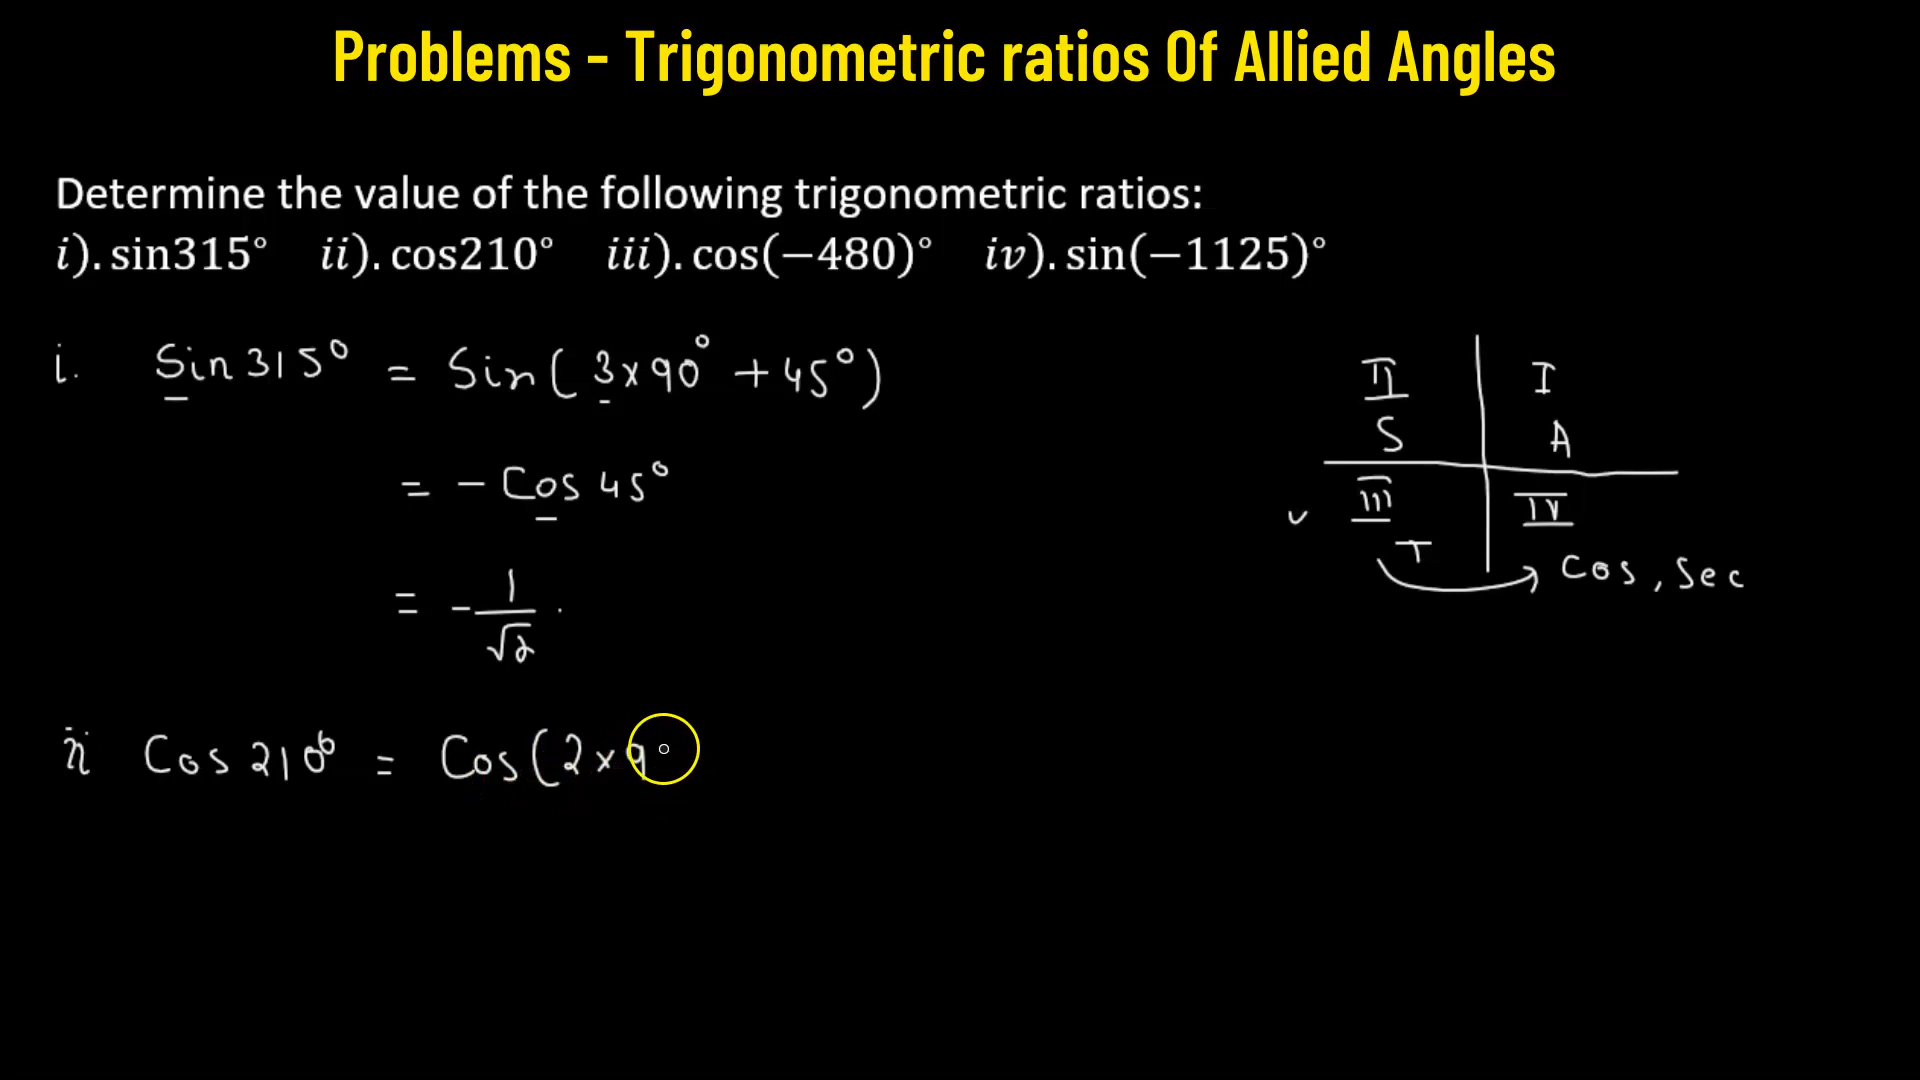 Problems - Trigonometric ratios Of Allied Angles
Determine the value of the following trigonometric ratios:
i). sin315° ii). cos210° iii). cos(−480)° iv). sin(−1125)°
i. Sin 315° = Sin( 3×90° + 45°)
= - Cos 45°
= - 1/√2 .
ii Cos 210° = Cos (2×9
II I
S A
III IV
T Cos, Sec